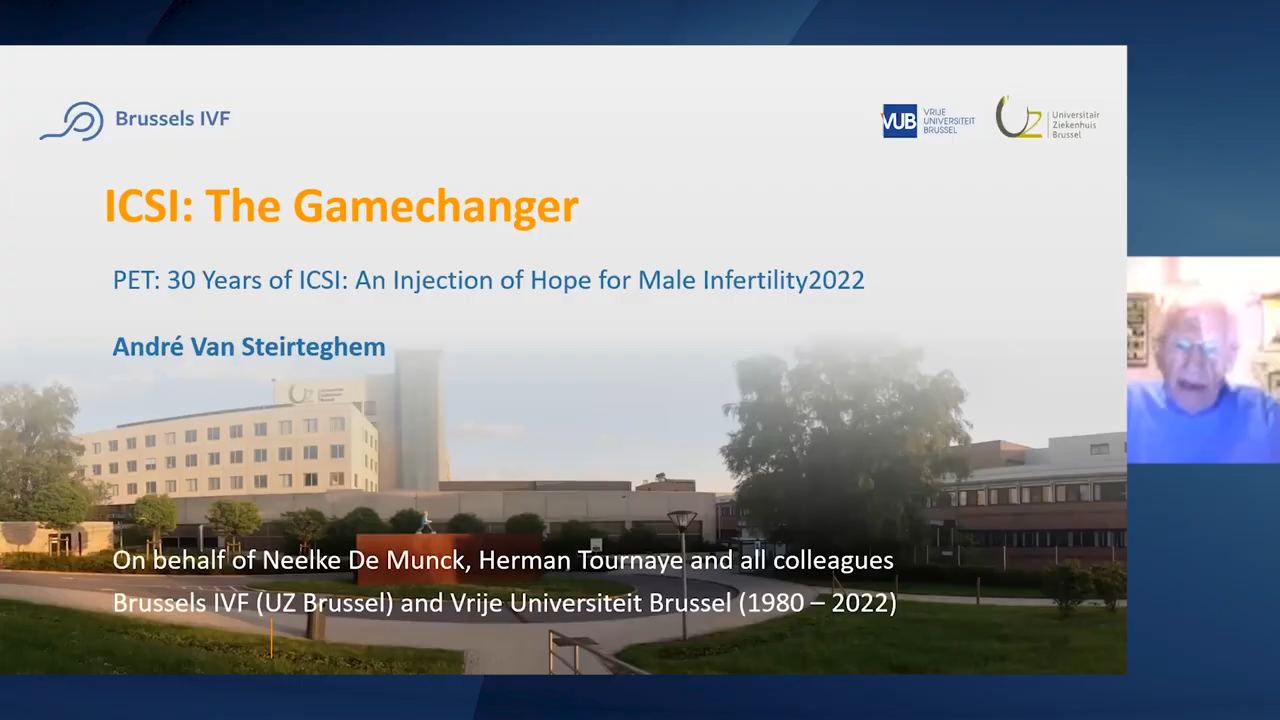 Brussels IVF
VUB
VRIJE
UNIVERSITEIT
BRUSSEL
UZ
Universitair
Ziekenhuis
Brussel
ICSI: The Gamechanger
PET: 30 Years of ICSI: An Injection of Hope for Male Infertility2022
André Van Steirteghem
On behalf of Neelke De Munck, Herman Tournaye and all colleagues
Brussels IVF (UZ Brussel) and Vrije Universiteit Brussel (1980 – 2022)